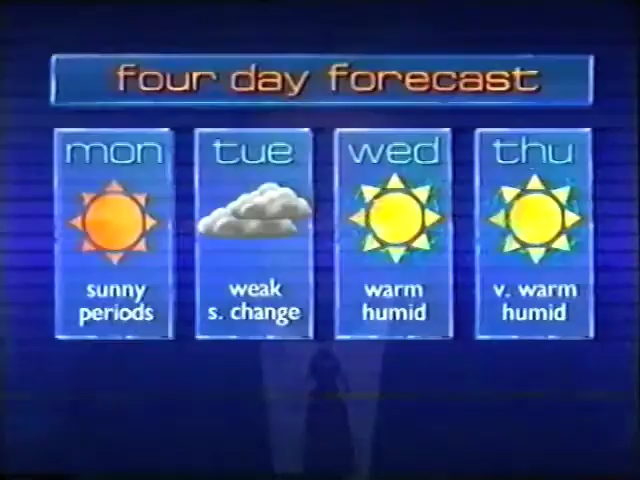 four day forecast
mon
tue
wed
thu
sunny
periods
weak
s. change
warm
humid
v. warm
humid